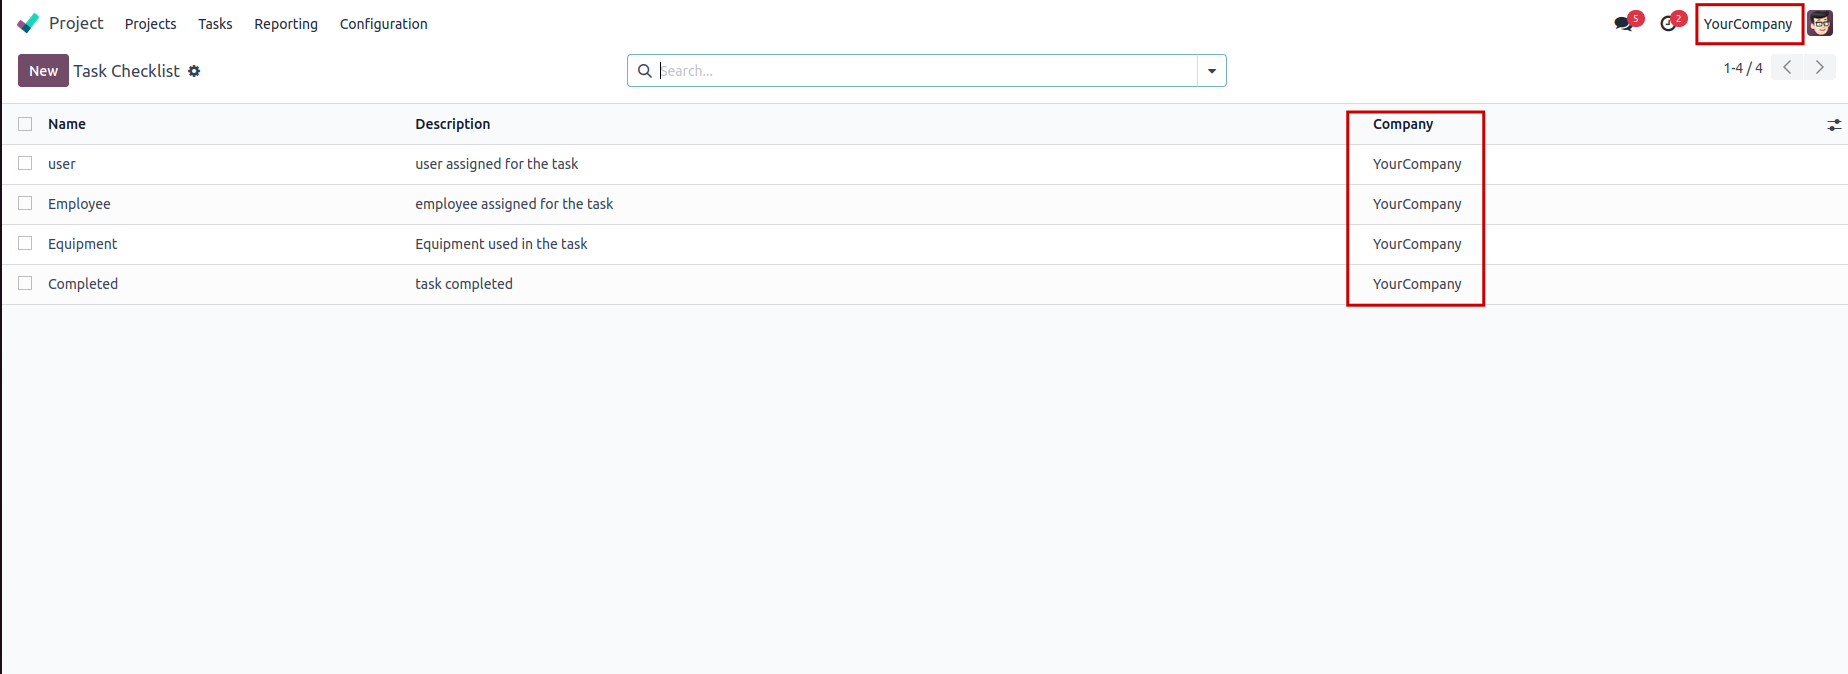 Project Projects Tasks Reporting Configuration 5 2 YourCompany
New Task Checklist Search... 1-4 / 4
Name Description Company
user user assigned for the task YourCompany
Employee employee assigned for the task YourCompany
Equipment Equipment used in the task YourCompany
Completed task completed YourCompany